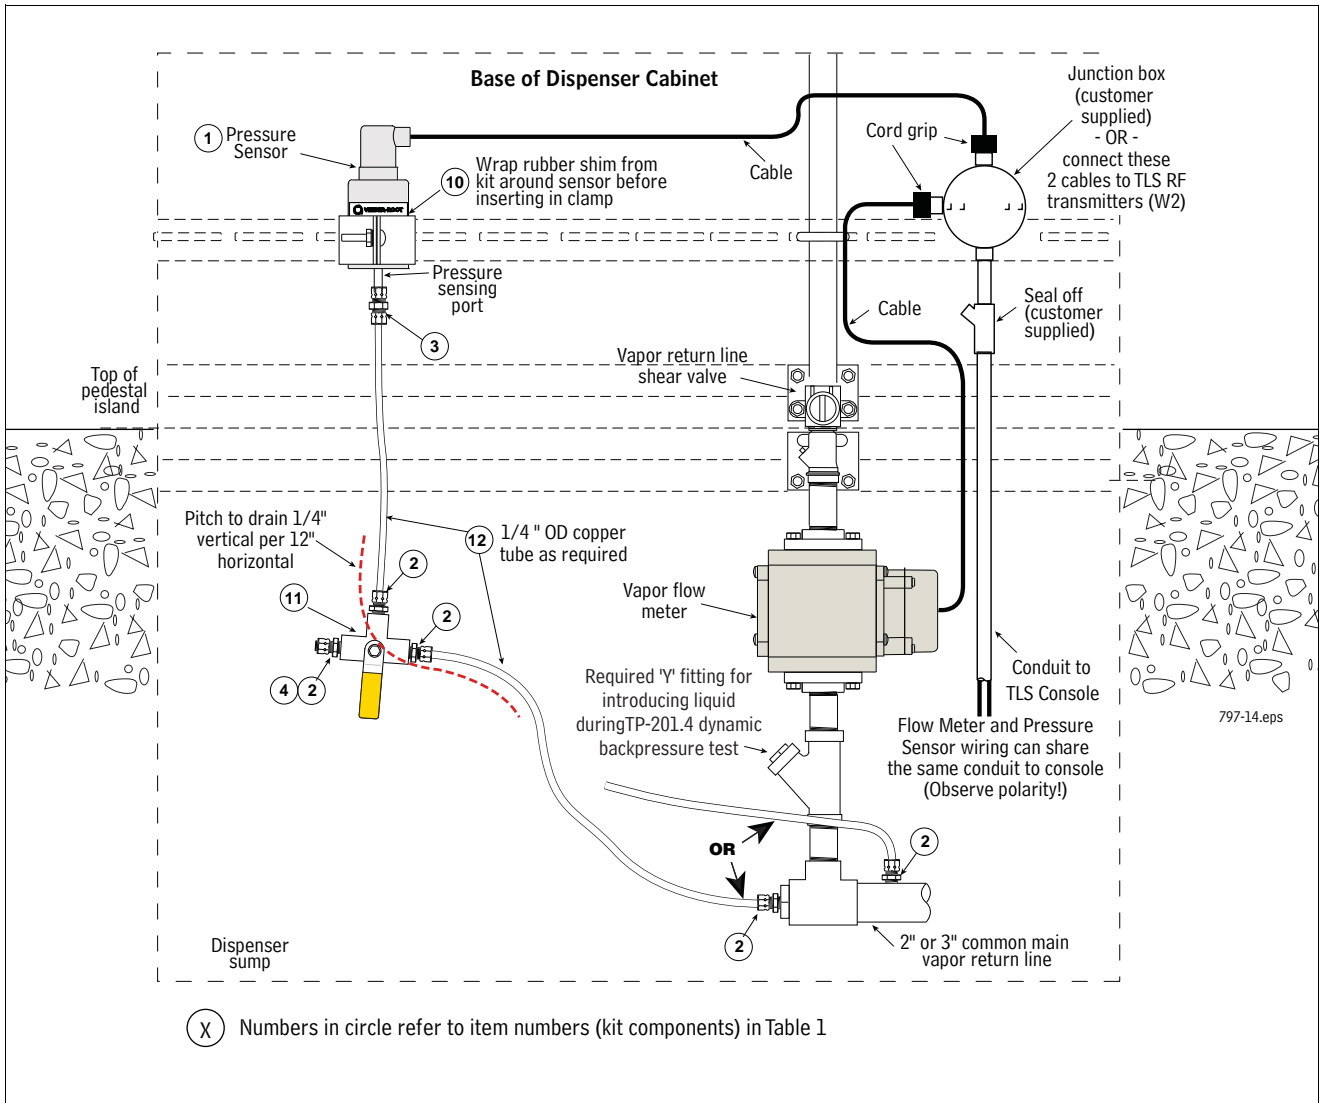 Base of Dispenser Cabinet
1 Pressure
Sensor
10
Wrap rubber shim from
kit around sensor before
inserting in clamp
VEEDER-ROOT
Cable
Cord grip
Junction box
(customer
supplied)
- OR -
connect these
2 cables to TLS RF
transmitters (W2)
Pressure
sensing
port
3
Cable
Seal off
(customer
supplied)
Vapor return line
shear valve
Top of
pedestal
island
Pitch to drain 1/4"
vertical per 12"
horizontal
12
1/4 " OD copper
tube as required
2
11
2
4 2
Vapor flow
meter
Required 'Y' fitting for
introducing liquid
duringTP-201.4 dynamic
backpressure test
Conduit to
TLS Console
Flow Meter and Pressure
Sensor wiring can share
the same conduit to console
(Observe polarity!)
797-14.eps
OR
2
2
2" or 3" common main
vapor return line
Dispenser
sump
X Numbers in circle refer to item numbers (kit components) in Table 1